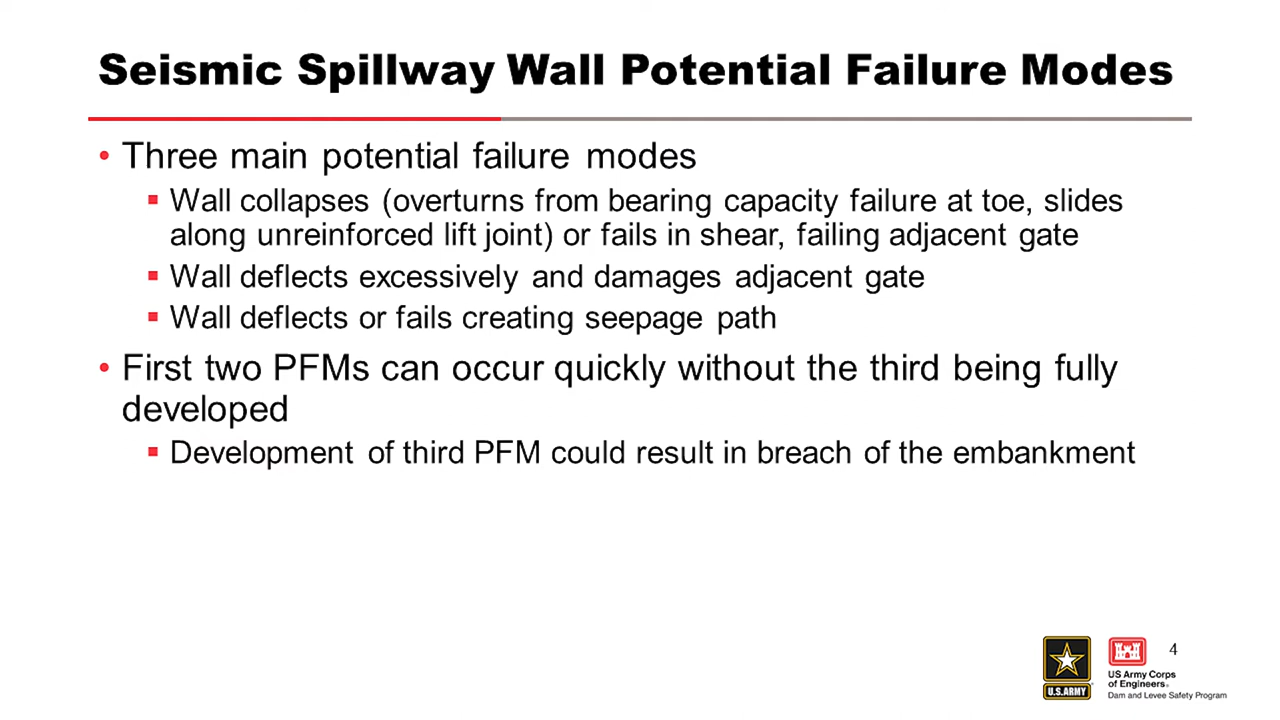 Seismic Spillway Wall Potential Failure Modes
• Three main potential failure modes
▪ Wall collapses (overturns from bearing capacity failure at toe, slides
along unreinforced lift joint) or fails in shear, failing adjacent gate
▪ Wall deflects excessively and damages adjacent gate
▪ Wall deflects or fails creating seepage path
• First two PFMs can occur quickly without the third being fully
developed
▪ Development of third PFM could result in breach of the embankment
4
U.S.ARMY
US Army Corps
of Engineers®
Dam and Levee Safety Program